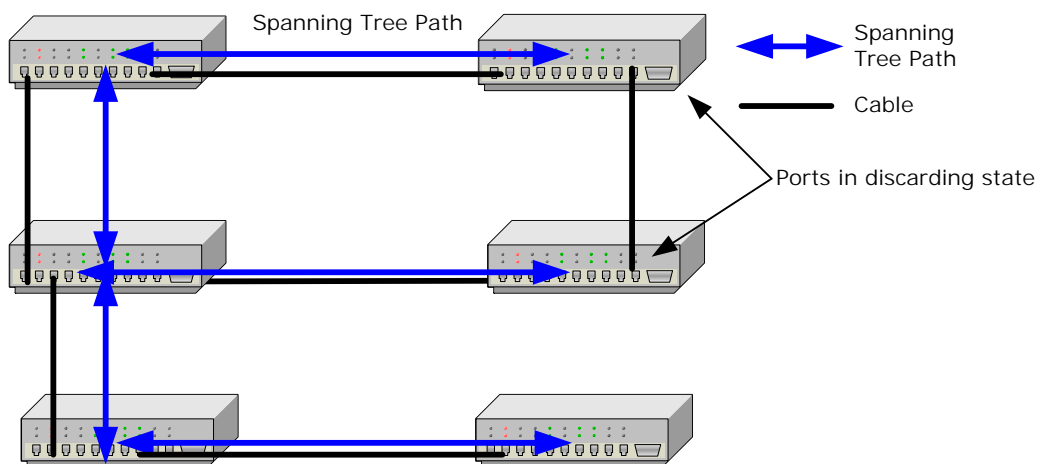 Spanning Tree Path
Spanning
Tree Path
Cable
Ports in discarding state